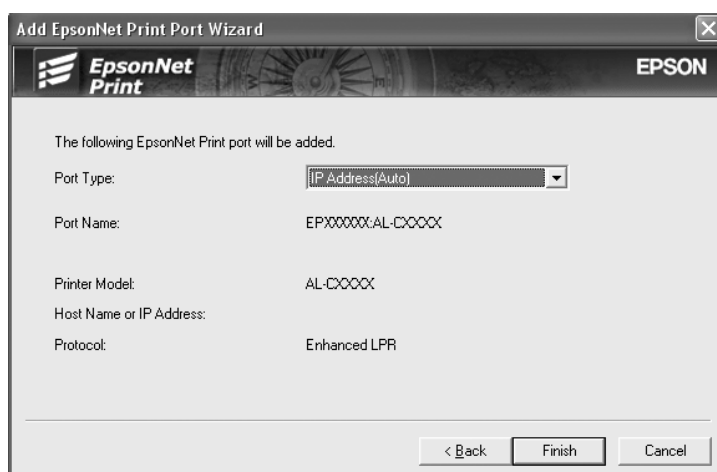 Add EpsonNet Print Port Wizard
EpsonNet
Print
EPSON
The following EpsonNet Print port will be added.
Port Type: IP Address(Auto)
Port Name: EPXXXXXX:AL-CXXXX
Printer Model: AL-CXXXX
Host Name or IP Address:
Protocol: Enhanced LPR
< Back Finish Cancel